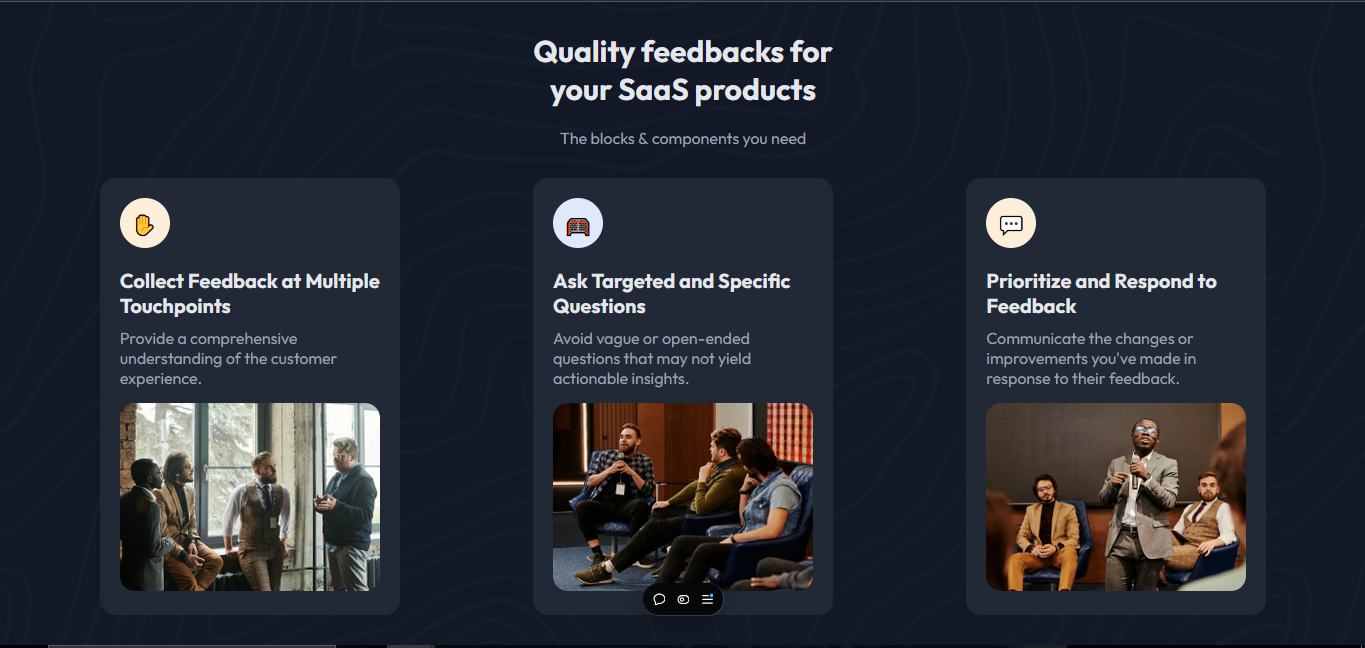 Quality feedbacks for
your SaaS products
The blocks & components you need
Collect Feedback at Multiple
Touchpoints
Provide a comprehensive
understanding of the customer
experience.
Ask Targeted and Specific
Questions
Avoid vague or open-ended
questions that may not yield
actionable insights.
Prioritize and Respond to
Feedback
Communicate the changes or
improvements you've made in
response to their feedback.